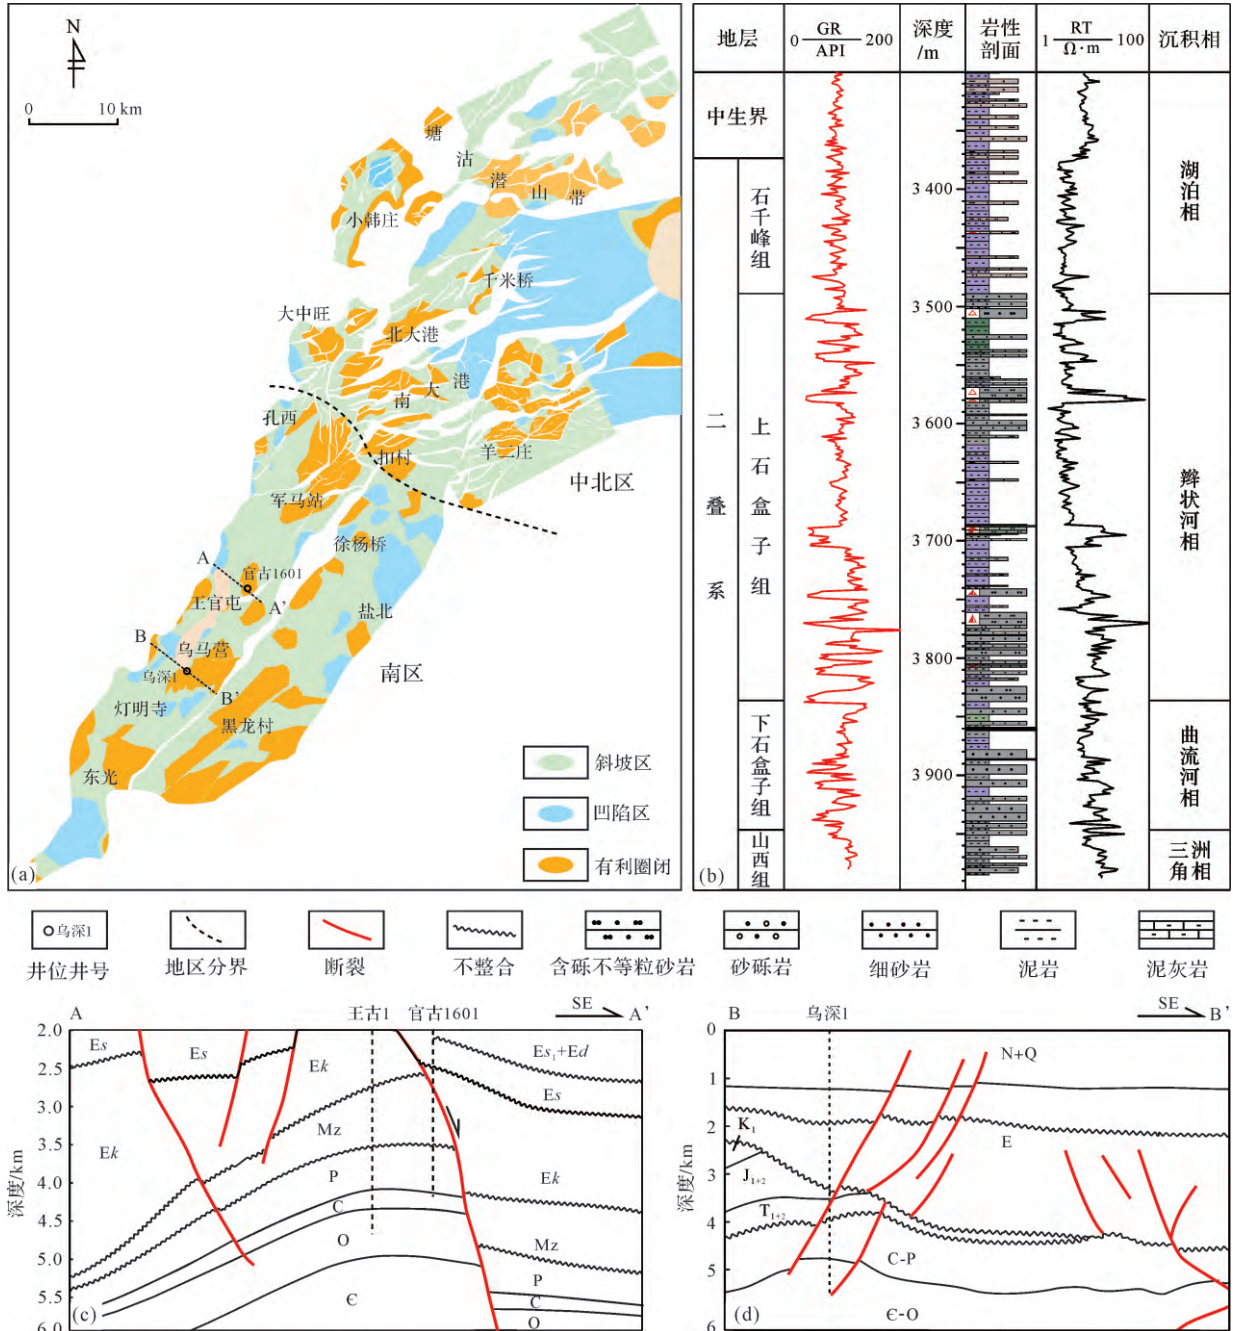 N
0 10 km
塘
沽
潜
山
带
小韩庄
千米桥
大中旺
北大港
南
大
港
孔西
扣村
羊二庄
中北区
军马站
徐杨桥
A
官古1601
王官屯
A'
盐北
B
乌马营
南区
乌深1
B'
灯明寺
黑龙村
东光
斜坡区
凹陷区
有利圈闭
(a)
地层
0 GR 200
API
深度
/m
岩性
剖面
1 RT 100
Ω·m
沉积相
中生界
二叠系
石千峰组
上石盒子组
下石盒子组
山西组
3 400
3 500
3 600
3 700
3 800
3 900
湖泊相
辫状河相
曲流河相
三角洲相
(b)
乌深1
井位井号
地区分界
断裂
不整合
含砾不等粒砂岩
砂砾岩
细砂岩
泥岩
泥灰岩
A
王古1
官古1601
SE
A'
2.0
2.5
3.0
3.5
4.0
4.5
5.0
5.5
6.0
深度/km
Es
Es
Ek
Es₁+Ed
Es
Ek
Mz
Ek
P
C
O
Mz
P
Є
C
O
(c)
B
乌深1
SE
B'
0
1
2
3
4
5
6
深度/km
N+Q
K₁
E
J₁₊₂
T₁₊₂
C-P
Є-O
(d)